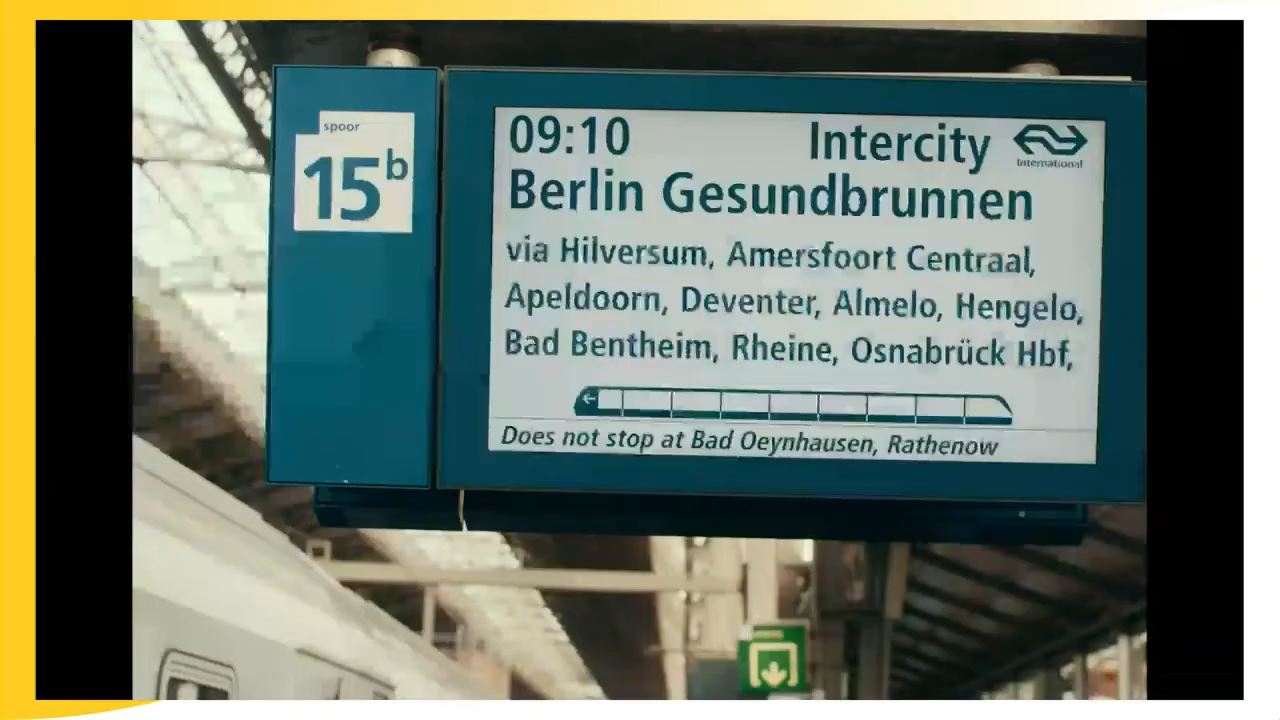 spoor
15b
09:10 Intercity
International
Berlin Gesundbrunnen
via Hilversum, Amersfoort Centraal,
Apeldoorn, Deventer, Almelo, Hengelo,
Bad Bentheim, Rheine, Osnabrück Hbf,
Does not stop at Bad Oeynhausen, Rathenow